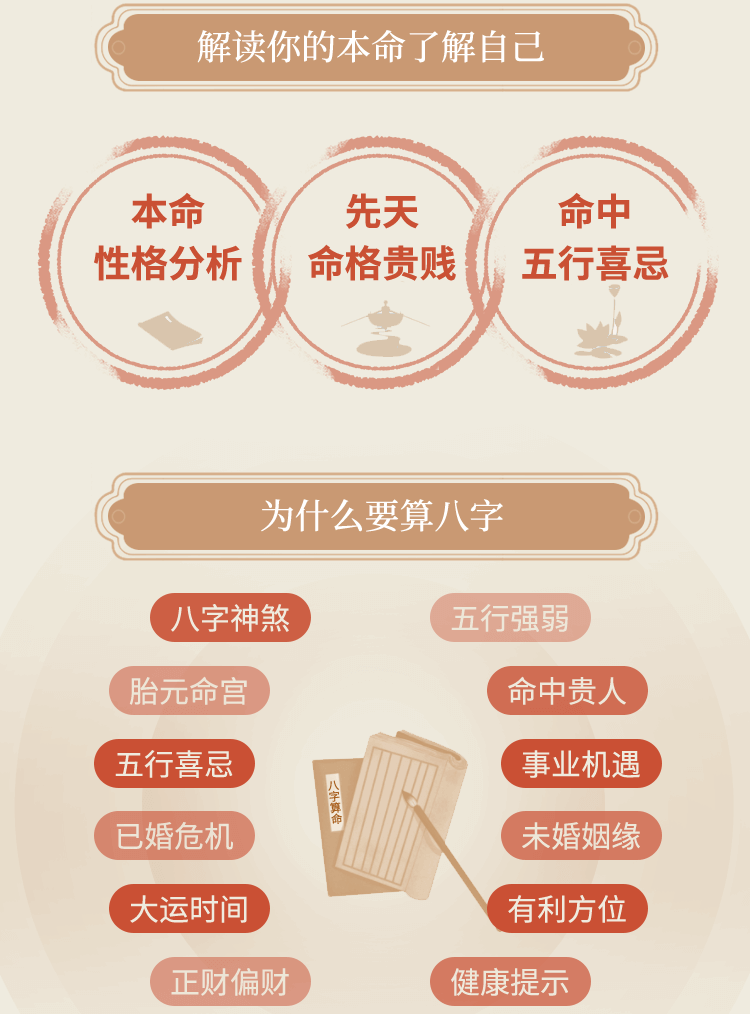 解读你的本命了解自己
本命
性格分析
先天
命格贵贱
命中
五行喜忌
为什么要算八字
八字神煞
五行强弱
胎元命宫
命中贵人
五行喜忌
事业机遇
八字算命
已婚危机
未婚姻缘
大运时间
有利方位
正财偏财
健康提示